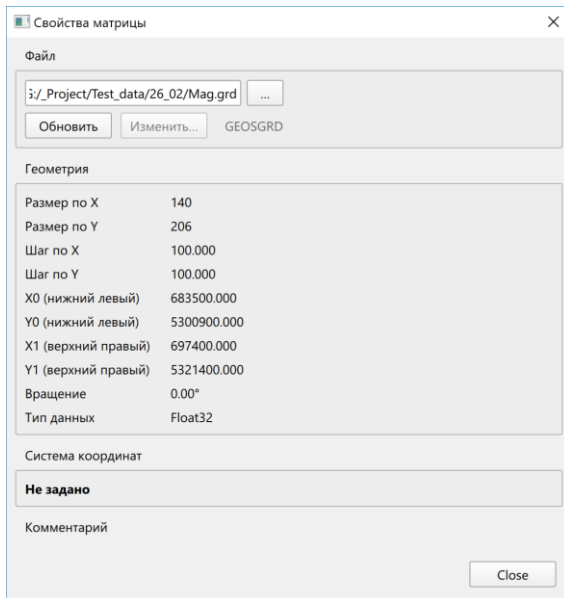 Свойства матрицы
Файл
:/_Project/Test_data/26_02/Mag.grd ...
Обновить Изменить... GEOSGRD
Геометрия
Размер по X 140
Размер по Y 206
Шаг по X 100.000
Шаг по Y 100.000
X0 (нижний левый) 683500.000
Y0 (нижний левый) 5300900.000
X1 (верхний правый) 697400.000
Y1 (верхний правый) 5321400.000
Вращение 0.00°
Тип данных Float32
Система координат
Не задано
Комментарий
Close